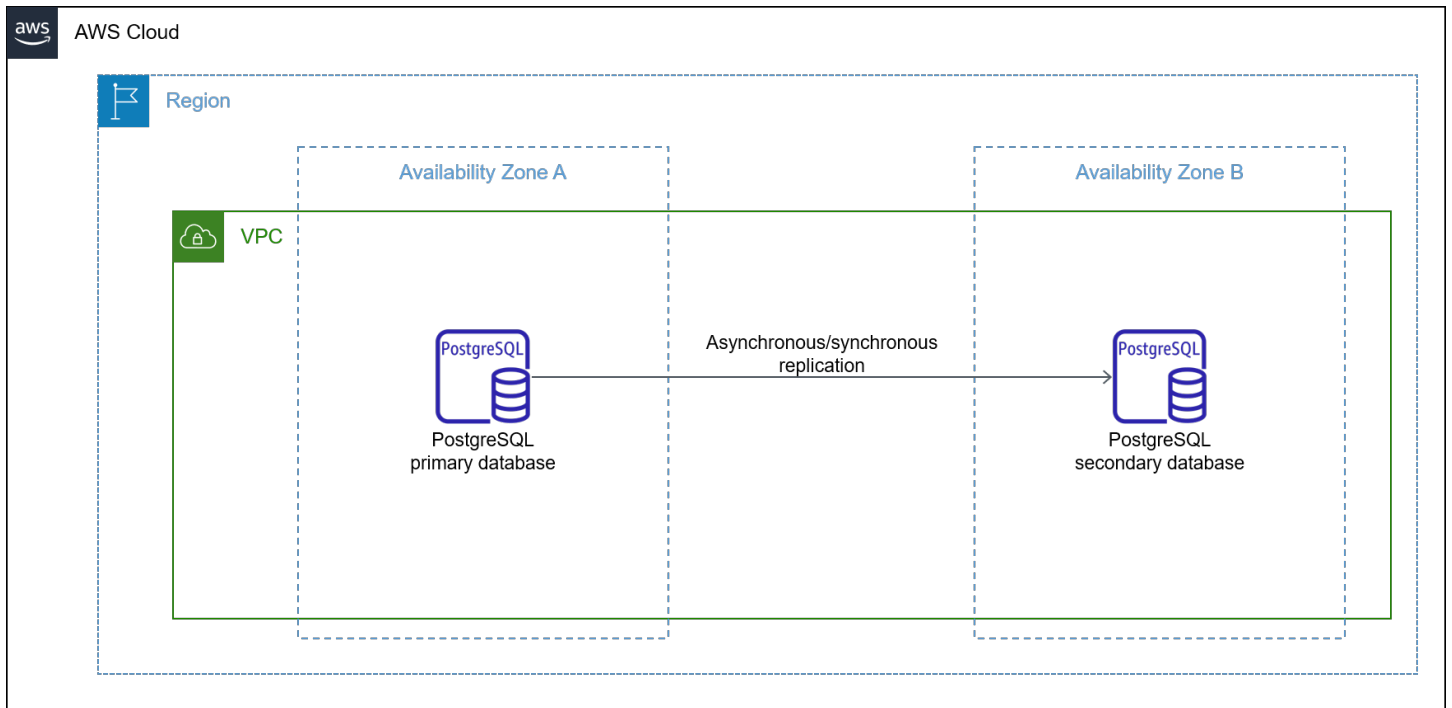 aws
AWS Cloud
Region
Availability Zone A
Availability Zone B
VPC
PostgreSQL
Asynchronous/synchronous
replication
PostgreSQL
PostgreSQL
primary database
PostgreSQL
secondary database